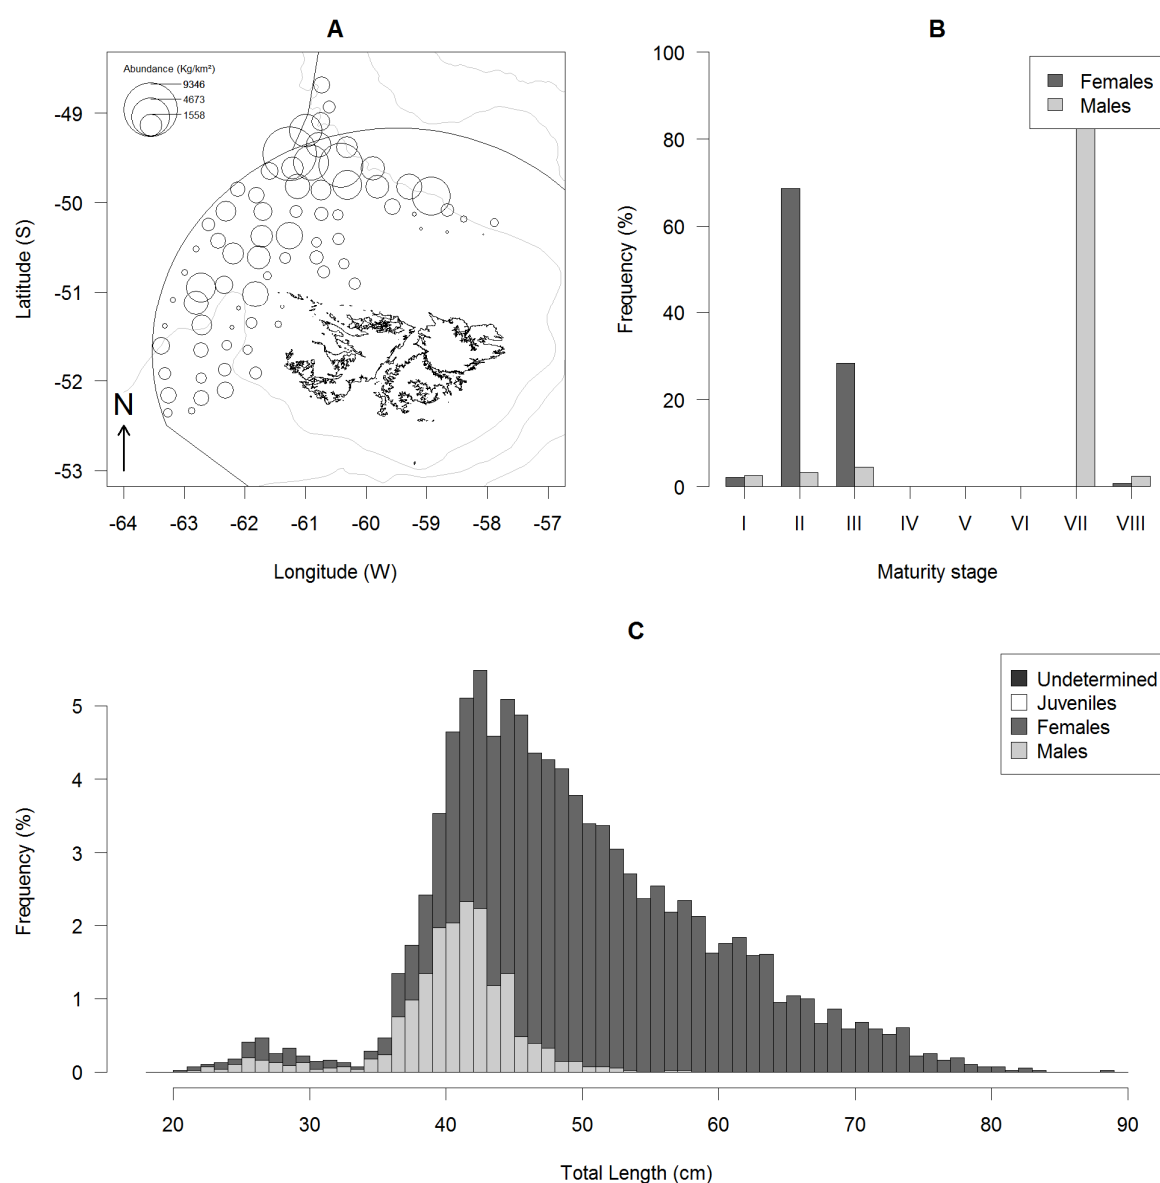 A
Abundance (Kg/km²)
9346
4673
1558
-49
-50
-51
-52
-53
Latitude (S)
N
-64 -63 -62 -61 -60 -59 -58 -57
Longitude (W)
B
100
80
60
40
20
0
Frequency (%)
Females
Males
I II III IV V VI VII VIII
Maturity stage
C
Undetermined
Juveniles
Females
Males
5
4
3
2
1
0
Frequency (%)
20 30 40 50 60 70 80 90
Total Length (cm)